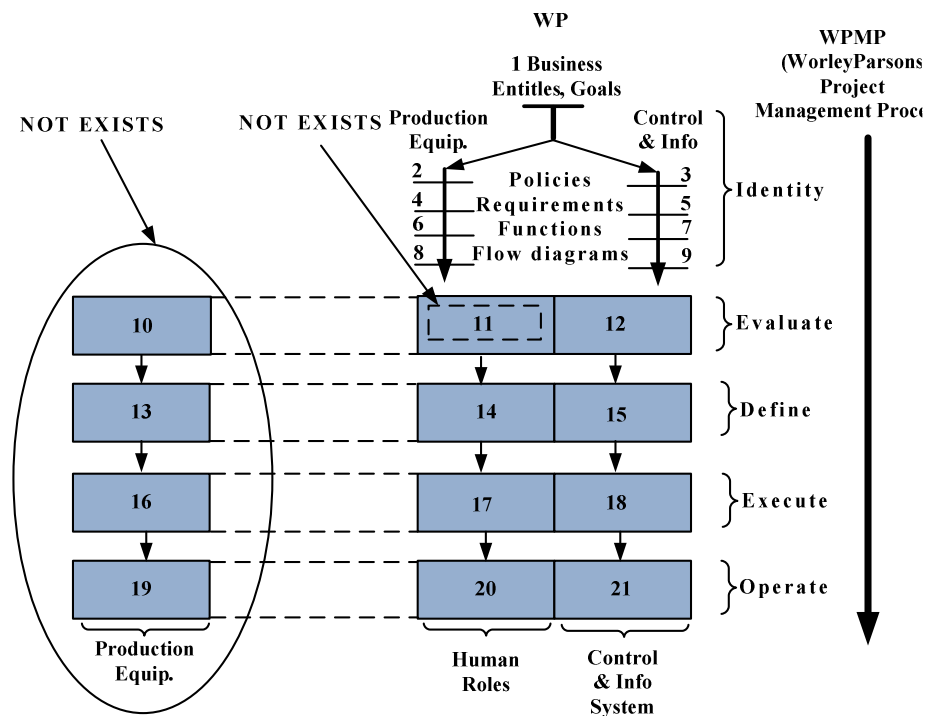 WP
WPMP
(WorleyParsons
Project
Management Proce
1 Business
Entitles, Goals
NOT EXISTS
NOT EXISTS
Production
Equip.
Control
& Info
2 Policies 3
4 Requirements 5
6 Functions 7
8 Flow diagrams 9
Identity
10 11 12 Evaluate
13 14 15 Define
16 17 18 Execute
19 20 21 Operate
Production
Equip.
Human
Roles
Control
& Info
System